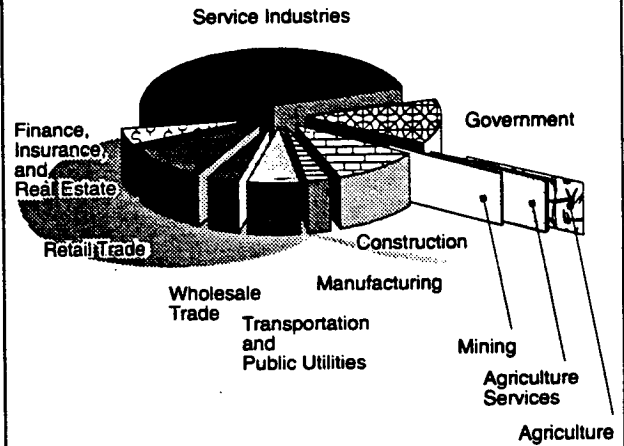 Service Industries
Government
Finance,
Insurance,
and
Real Estate
Retail Trade
Construction
Manufacturing
Wholesale
Trade
Transportation
and
Public Utilities
Mining
Agriculture
Services
Agriculture